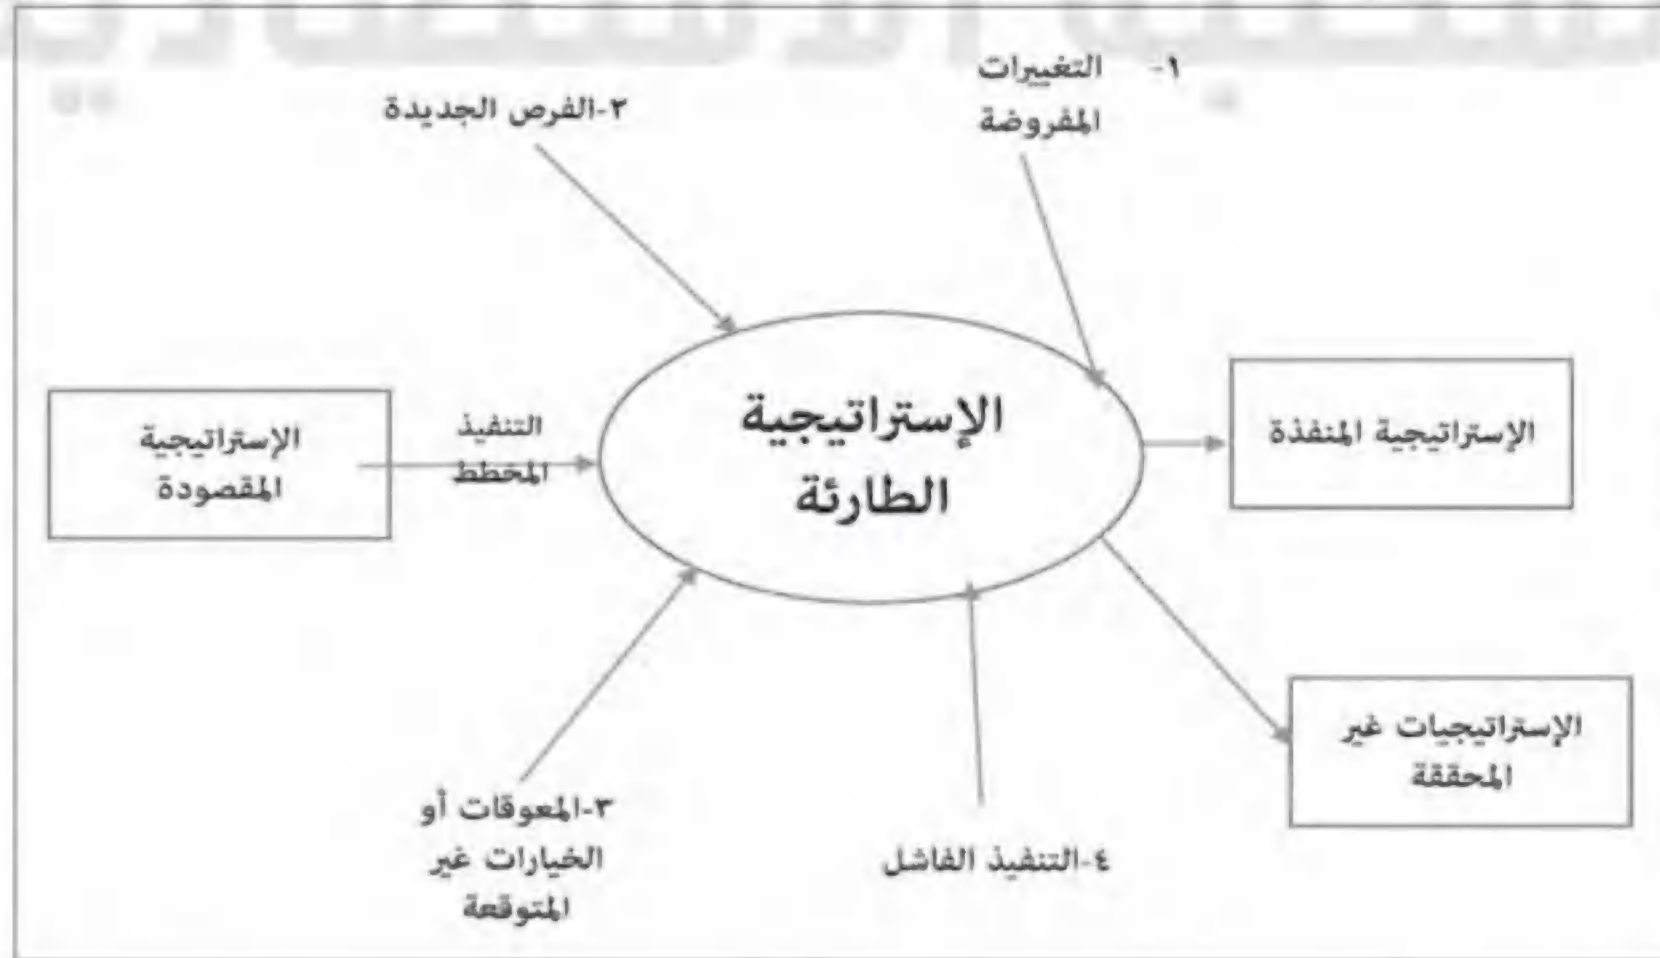 ١- التغييرات
المفروضة
٢-الفرص الجديدة
الإستراتيجية
المقصودة
التنفيذ
المخطط
الإستراتيجية
الطارئة
الإستراتيجية المنفذة
الإستراتيجيات غير
المحققة
٣-المعوقات أو
الخيارات غير
المتوقعة
٤-التنفيذ الفاشل